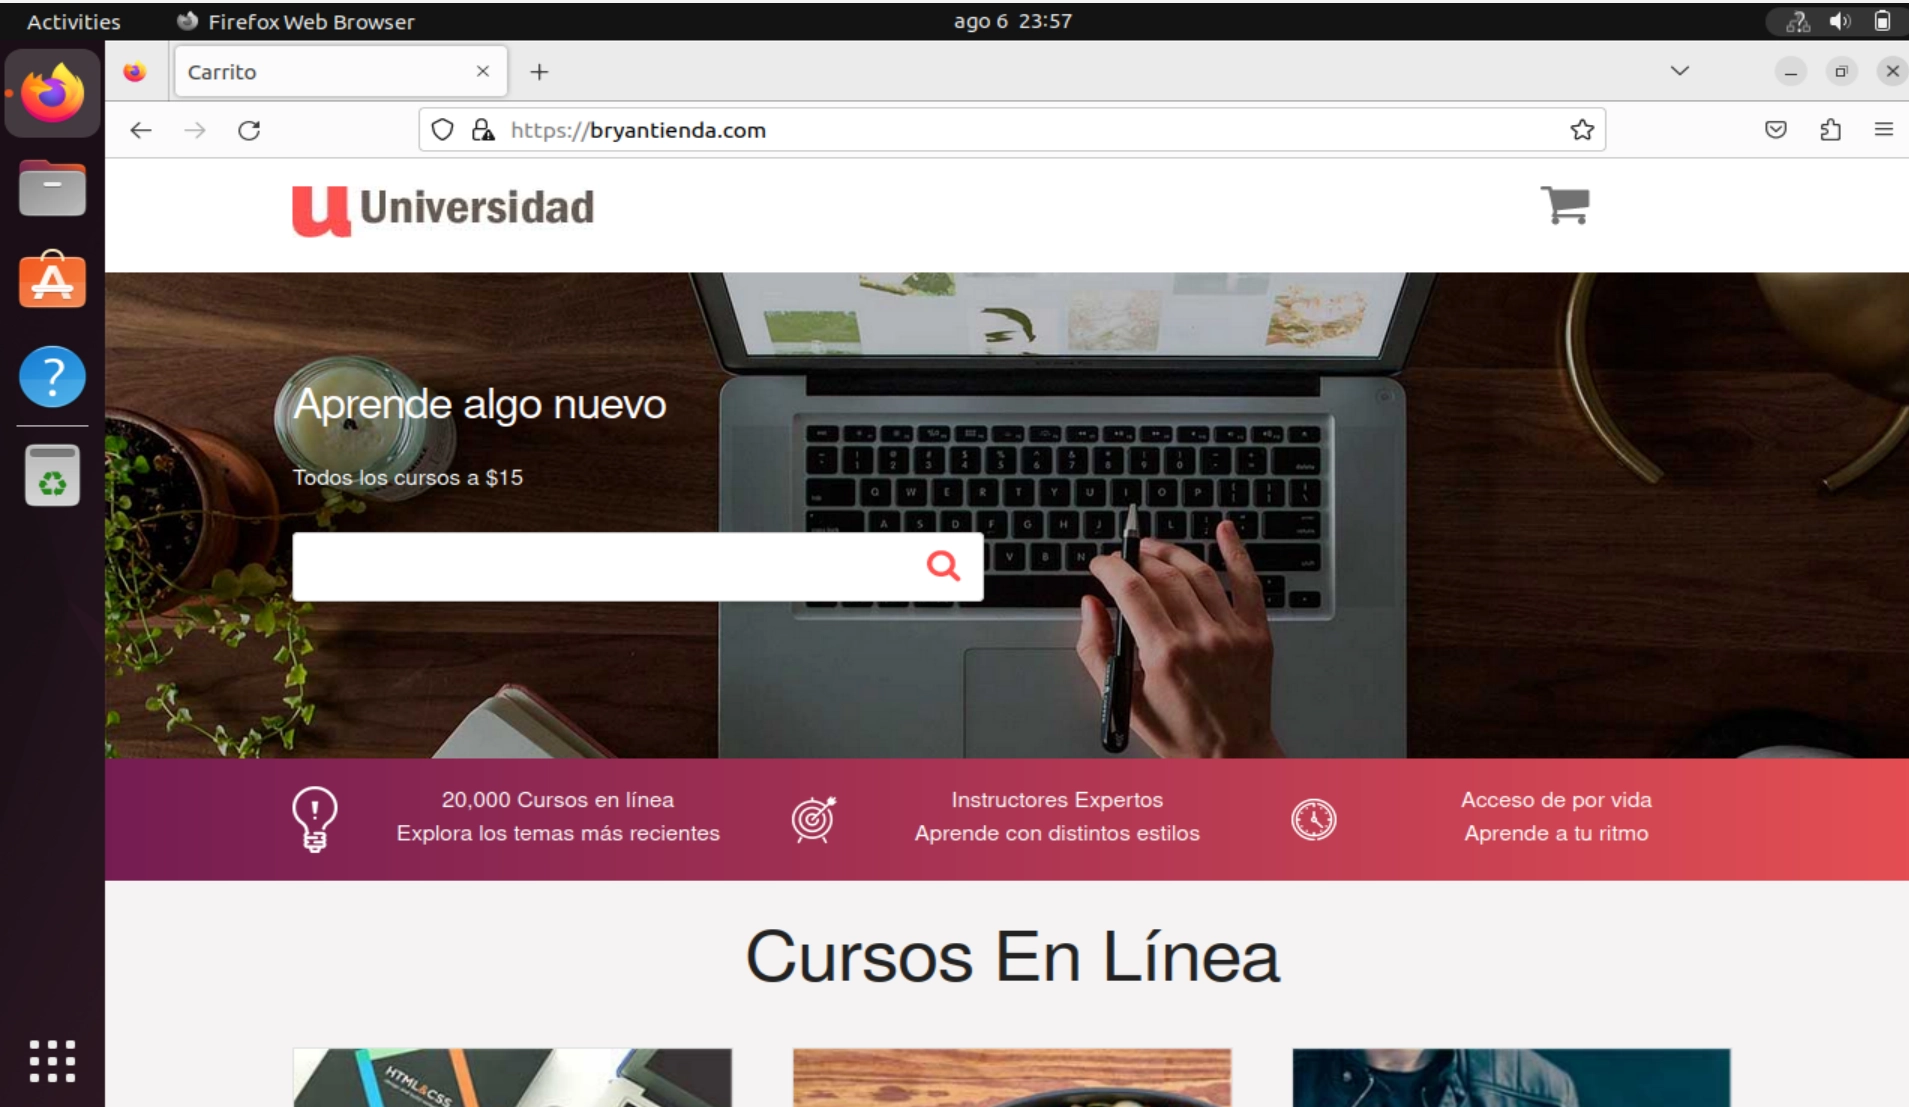 Activities
Firefox Web Browser
ago 6 23:57
Carrito
https://bryantienda.com
u Universidad
Aprende algo nuevo
Todos los cursos a $15
20,000 Cursos en línea
Explora los temas más recientes
Instructores Expertos
Aprende con distintos estilos
Acceso de por vida
Aprende a tu ritmo
Cursos En Línea
HTML&CSS